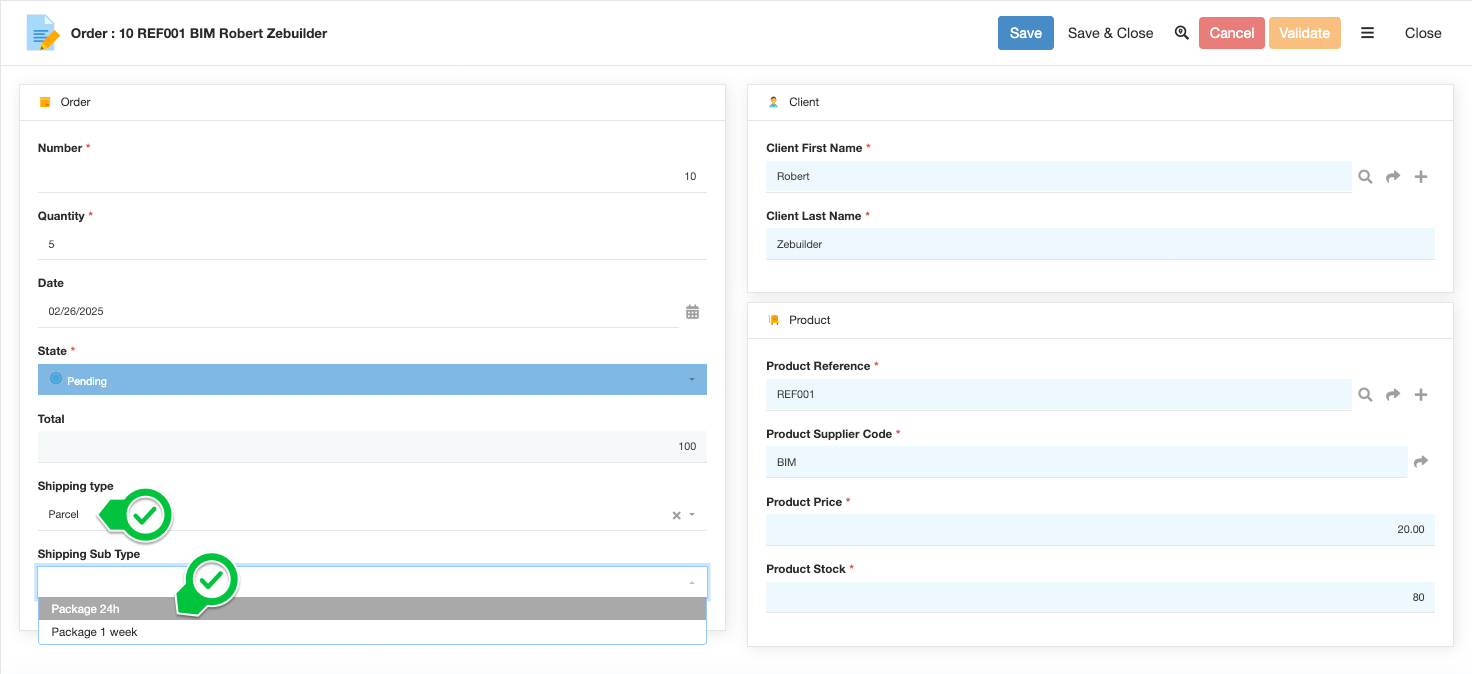 Order : 10 REF001 BIM Robert Zebuilder
Save
Save & Close
Cancel
Validate
Close
Order
Number *
10
Quantity *
5
Date
02/26/2025
State *
Pending
Total
100
Shipping type
Parcel
Shipping Sub Type
Package 24h
Package 1 week
Client
Client First Name *
Robert
Client Last Name *
Zebuilder
Product
Product Reference *
REF001
Product Supplier Code *
BIM
Product Price *
20.00
Product Stock *
80